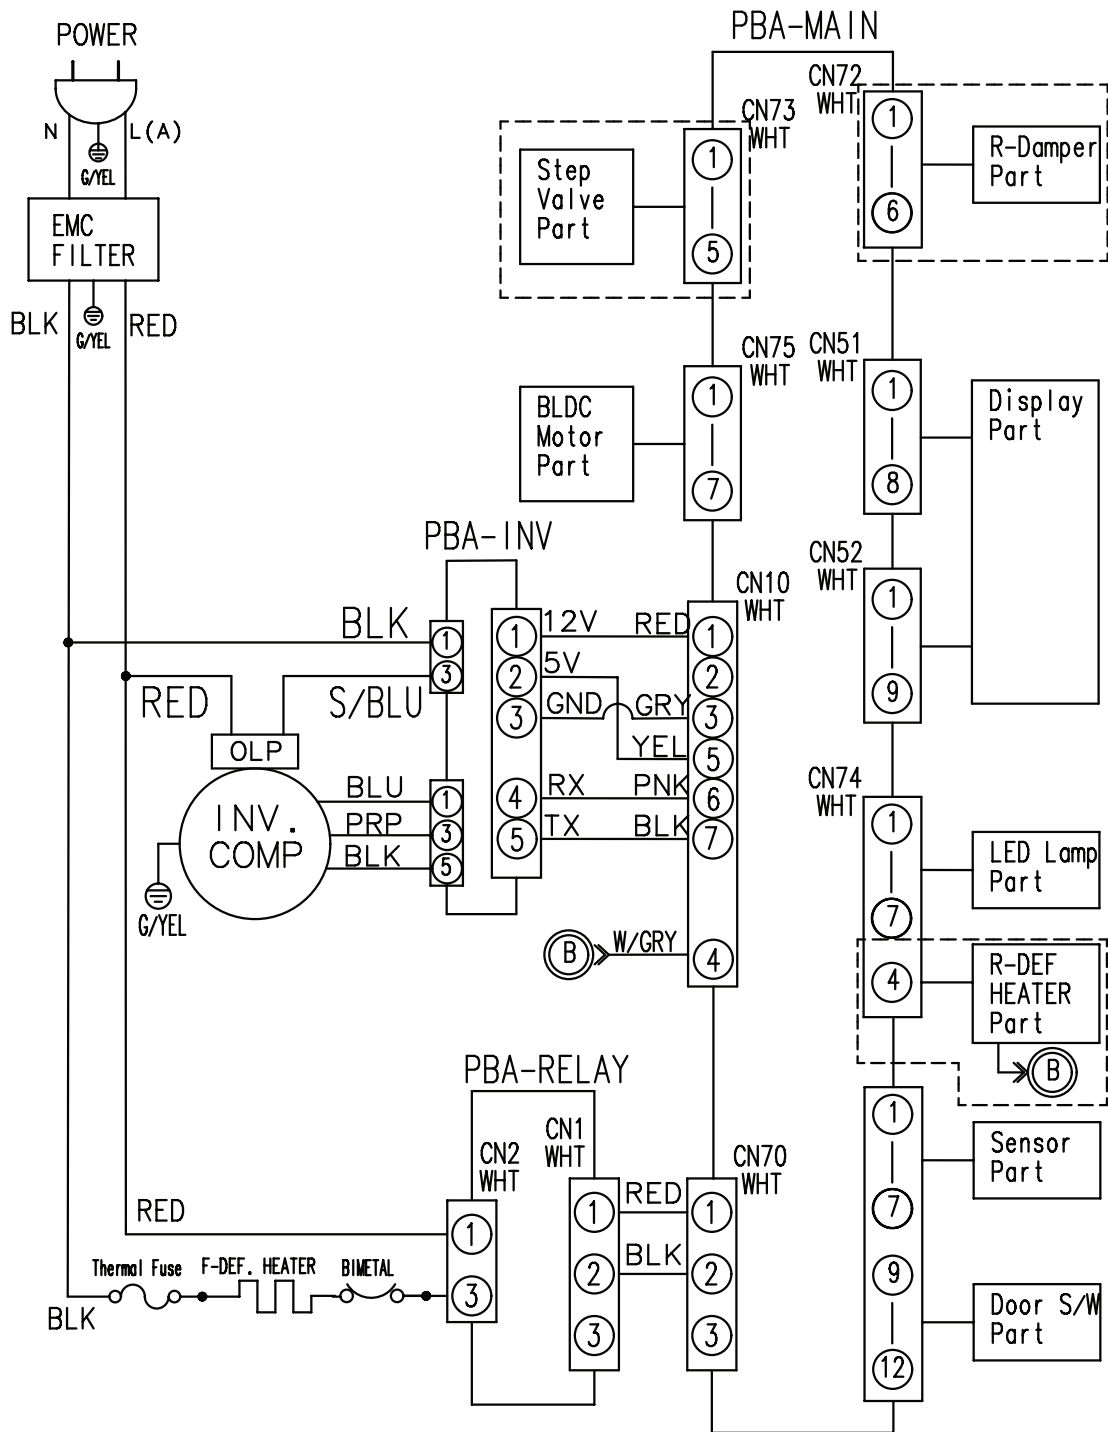 PBA-MAIN
POWER
N
L(A)
G/YEL
EMC
FILTER
BLK
G/YEL
RED
CN73
WHT
1
5
Step
Valve
Part
CN72
WHT
1
6
R-Damper
Part
CN75
WHT
1
7
BLDC
Motor
Part
CN51
WHT
1
8
Display
Part
CN52
WHT
1
9
PBA-INV
BLK
1
3
RED
S/BLU
OLP
INV.
COMP
G/YEL
BLU
PRP
BLK
1
3
5
1
2
3
4
5
12V
RED
5V
GND
GRY
YEL
RX
PNK
TX
BLK
CN10
WHT
1
2
3
5
6
7
4
B
W/GRY
CN74
WHT
1
7
4
LED Lamp
Part
R-DEF
HEATER
Part
B
PBA-RELAY
CN2
WHT
1
3
CN1
WHT
1
2
3
RED
BLK
CN70
WHT
1
2
3
1
7
9
12
Sensor
Part
Door S/W
Part
RED
Thermal Fuse
F-DEF. HEATER
BIMETAL
BLK